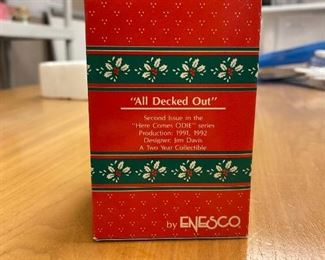 "All Decked Out"
Second Issue in the
"Here Comes ODIE" series
Production: 1991, 1992
Designer: Jim Davis
A Two Year Collectible
by ENESCO